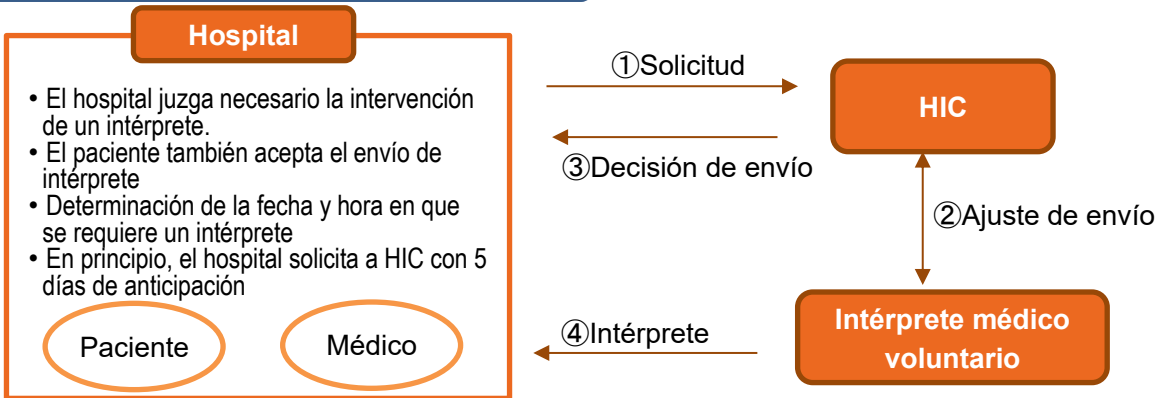 Hospital
• El hospital juzga necesario la intervención
de un intérprete.
• El paciente también acepta el envío de
intérprete
• Determinación de la fecha y hora en que
se requiere un intérprete
• En principio, el hospital solicita a HIC con 5
días de anticipación
Paciente
Médico
①Solicitud
③Decisión de envío
HIC
②Ajuste de envío
④Intérprete
Intérprete médico
voluntario